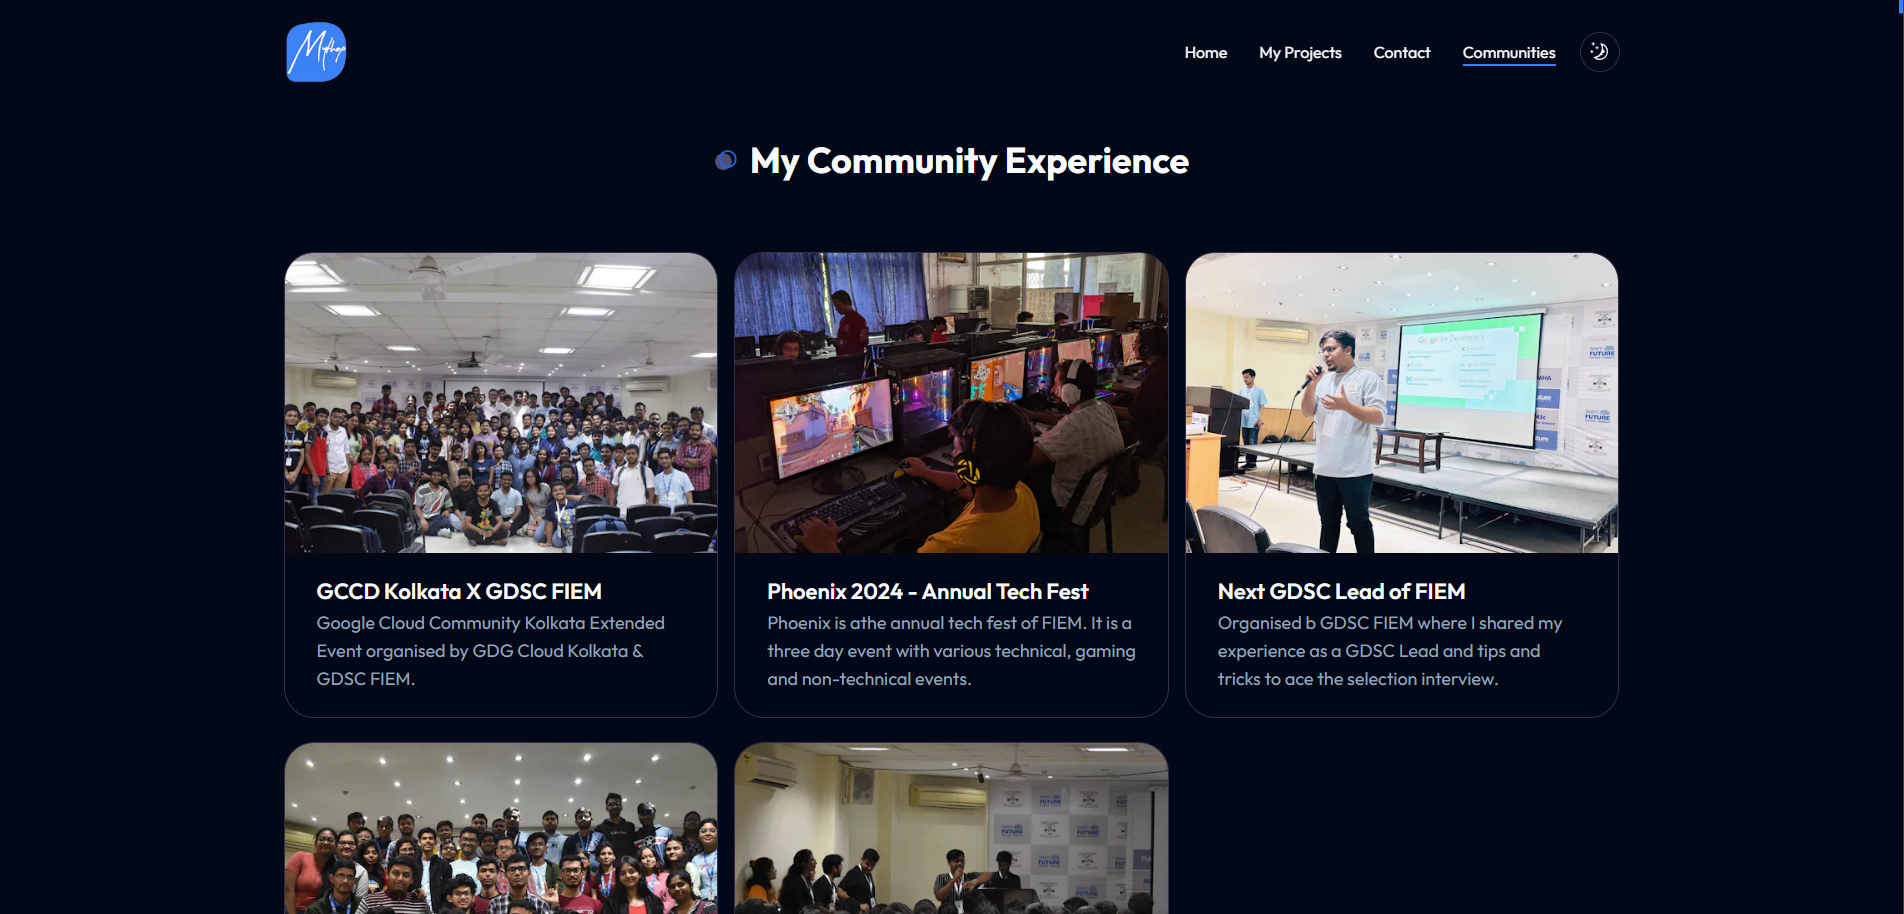 Home My Projects Contact Communities
My Community Experience
Google for Developers
GCCD Kolkata X GDSC FIEM
Google Cloud Community Kolkata Extended
Event organised by GDG Cloud Kolkata &
GDSC FIEM.
Phoenix 2024 - Annual Tech Fest
Phoenix is athe annual tech fest of FIEM. It is a
three day event with various technical, gaming
and non-technical events.
Next GDSC Lead of FIEM
Organised b GDSC FIEM where I shared my
experience as a GDSC Lead and tips and
tricks to ace the selection interview.